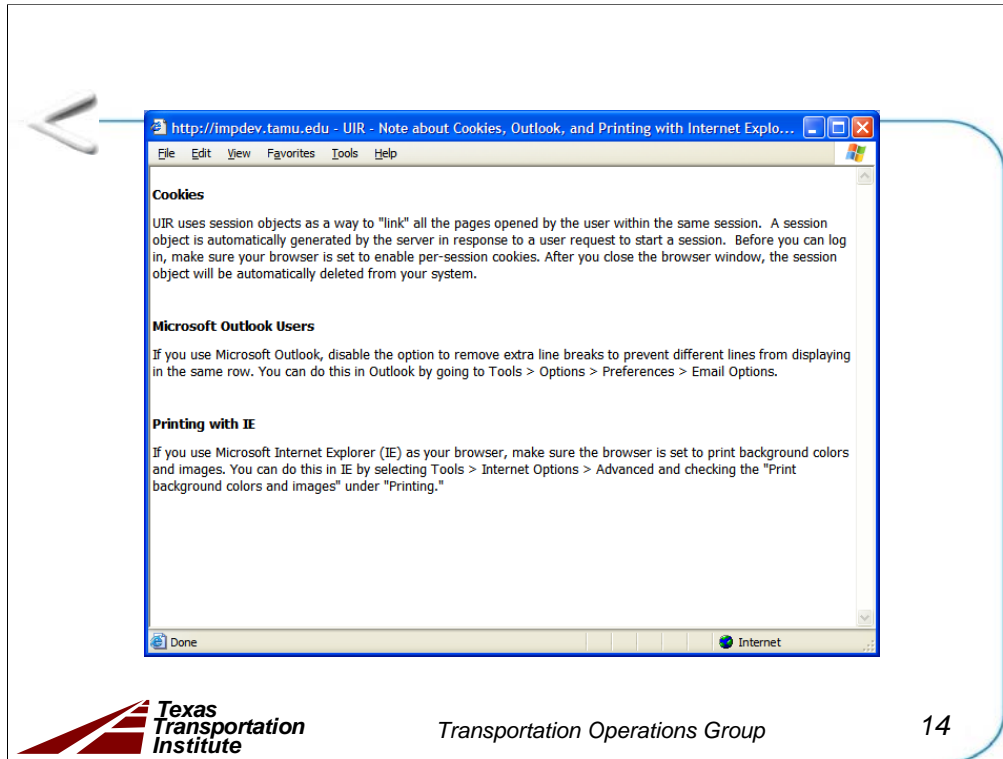 http://impdev.tamu.edu - UIR - Note about Cookies, Outlook, and Printing with Internet Explo...
File Edit View Favorites Tools Help
Cookies
UIR uses session objects as a way to "link" all the pages opened by the user within the same session. A session
object is automatically generated by the server in response to a user request to start a session. Before you can log
in, make sure your browser is set to enable per-session cookies. After you close the browser window, the session
object will be automatically deleted from your system.
Microsoft Outlook Users
If you use Microsoft Outlook, disable the option to remove extra line breaks to prevent different lines from displaying
in the same row. You can do this in Outlook by going to Tools > Options > Preferences > Email Options.
Printing with IE
If you use Microsoft Internet Explorer (IE) as your browser, make sure the browser is set to print background colors
and images. You can do this in IE by selecting Tools > Internet Options > Advanced and checking the "Print
background colors and images" under "Printing."
Done Internet
Texas
Transportation
Institute
Transportation Operations Group 14